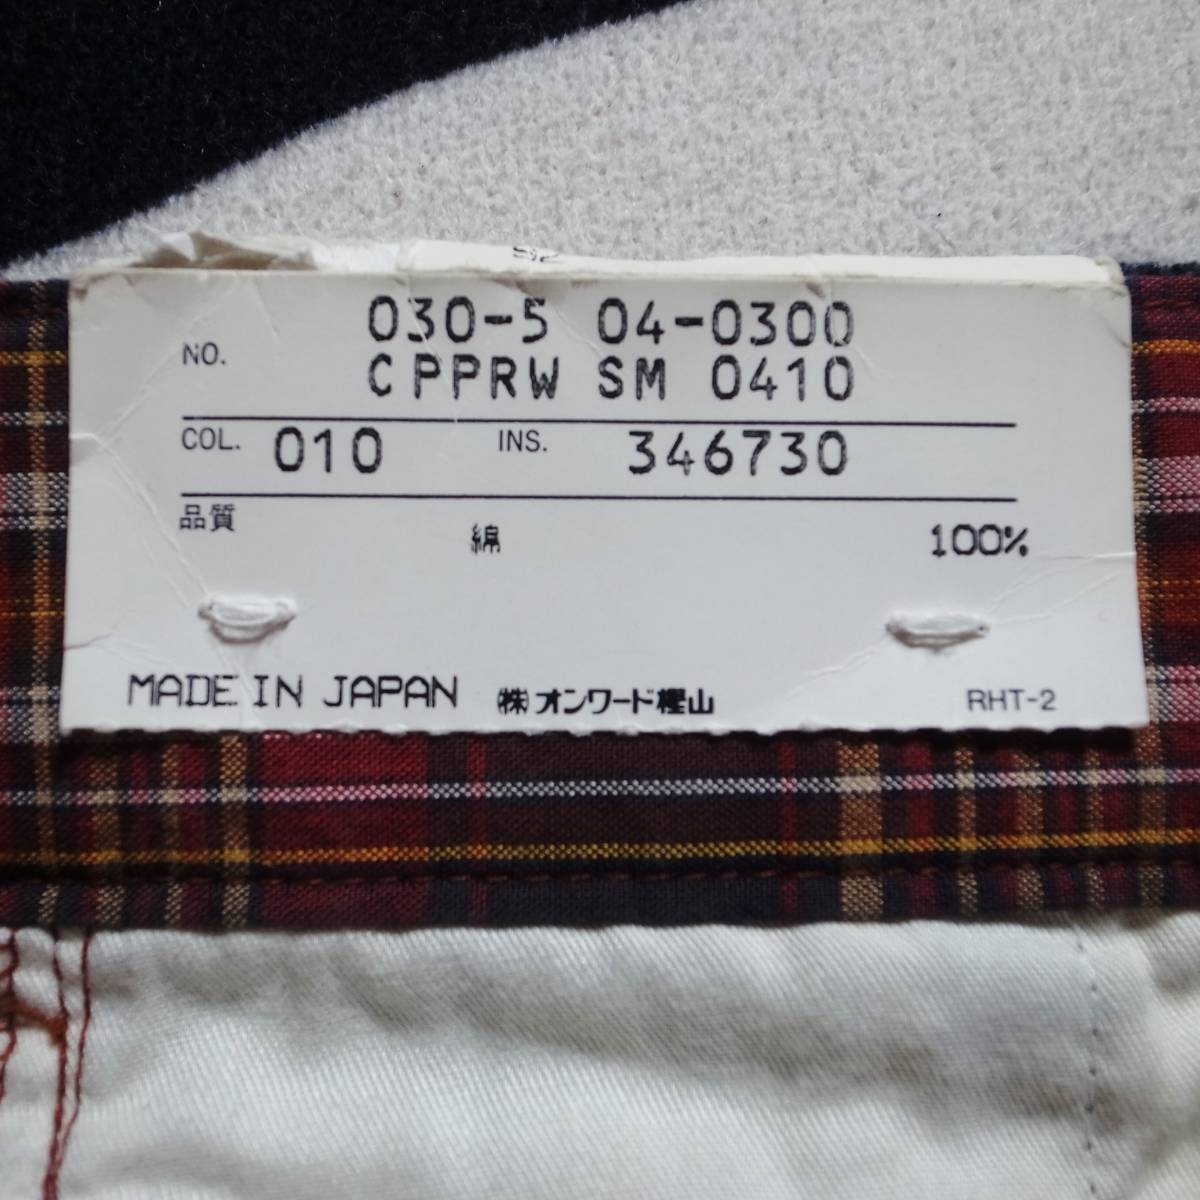 NO. 030-5 04-0300
CPPRW SM 0410
COL. 010 INS. 346730
品質
綿 100%
MADE IN JAPAN ㈱オンワード樫山 RHT-2